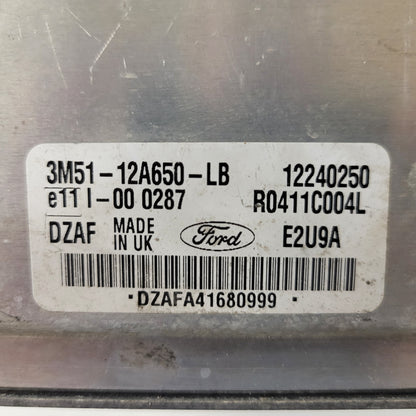 3M51-12A650-LB 12240250
e11 I-00 0287 R0411C004L
DZAF MADE IN UK Ford E2U9A
·DZAFA41680999·